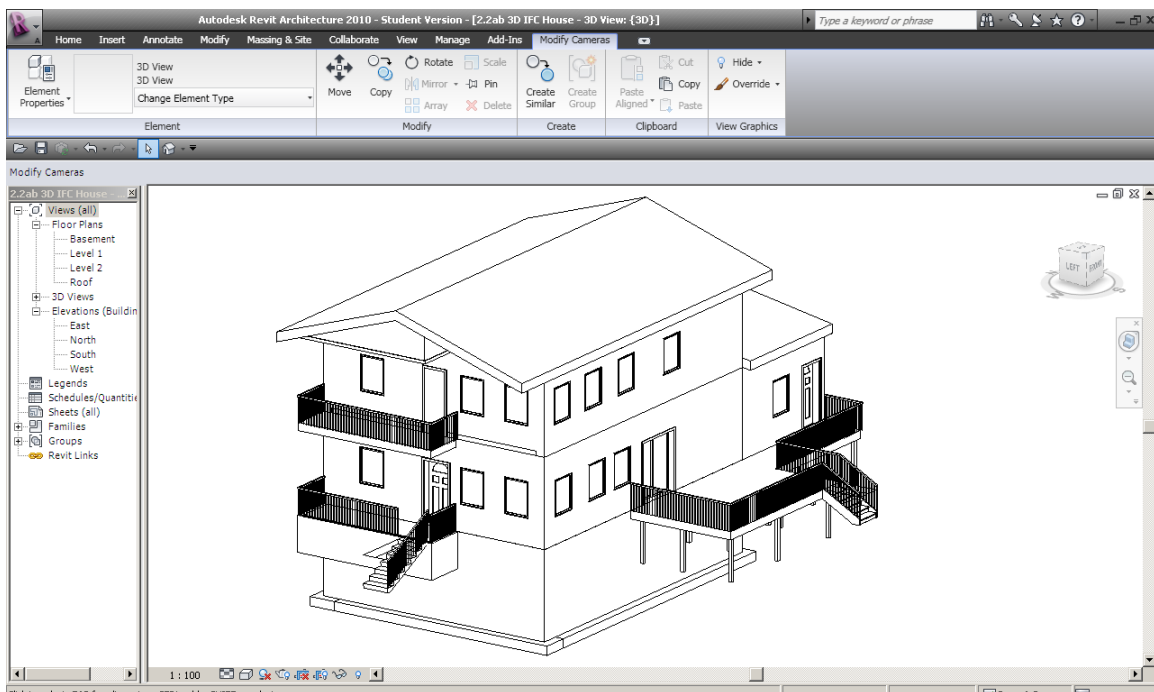 Autodesk Revit Architecture 2010 - Student Version - [2.2ab 3D IFC House - 3D View: {3D}]
Type a keyword or phrase
Home Insert Annotate Modify Massing & Site Collaborate View Manage Add-Ins Modify Cameras
Element Properties
3D View
3D View
Change Element Type
Element
Move
Copy
Rotate
Mirror
Array
Scale
Pin
Delete
Modify
Create Similar
Create Group
Create
Paste Aligned
Cut
Copy
Paste
Clipboard
Hide
Override
View Graphics
Modify Cameras
2.2ab 3D IFC House - ...
Views (all)
Floor Plans
Basement
Level 1
Level 2
Roof
3D Views
Elevations (Buildin
East
North
South
West
Legends
Schedules/Quantitie
Sheets (all)
Families
Groups
Revit Links
LEFT
1 : 100